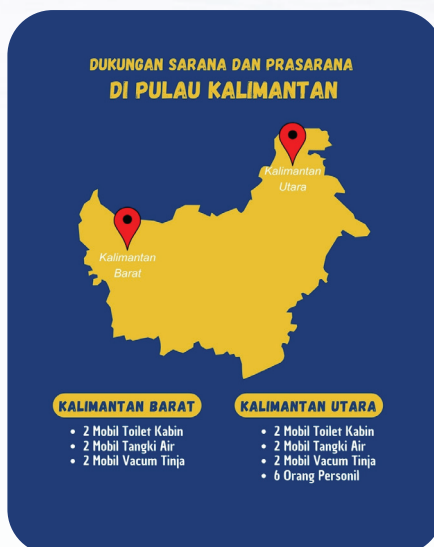 DUKUNGAN SARANA DAN PRASARANA
DI PULAU KALIMANTAN
Kalimantan
Utara
Kalimantan
Barat
KALIMANTAN BARAT
• 2 Mobil Toilet Kabin
• 2 Mobil Tangki Air
• 2 Mobil Vacum Tinja
KALIMANTAN UTARA
• 2 Mobil Toilet Kabin
• 2 Mobil Tangki Air
• 2 Mobil Vacum Tinja
• 6 Orang Personil